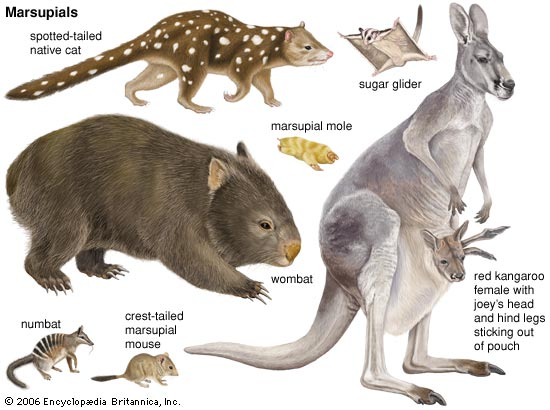 Marsupials
spotted-tailed
native cat
sugar glider
marsupial mole
wombat
red kangaroo
female with
joey's head
and hind legs
sticking out
of pouch
numbat
crest-tailed
marsupial
mouse
© 2006 Encyclopædia Britannica, Inc.